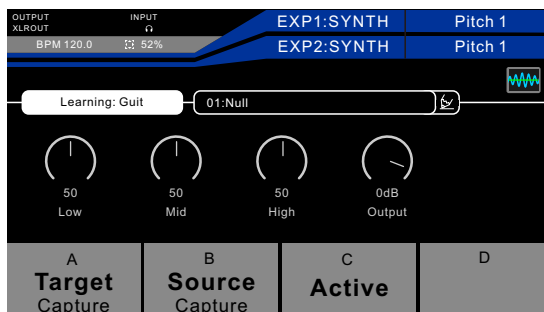 OUTPUT
XLROUT
INPUT
BPM 120.0
52%
EXP1:SYNTH
Pitch 1
EXP2:SYNTH
Pitch 1
Learning: Guit
01:Null
50
50
50
0dB
Low
Mid
High
Output
A
Target
Capture
B
Source
Capture
C
Active
D